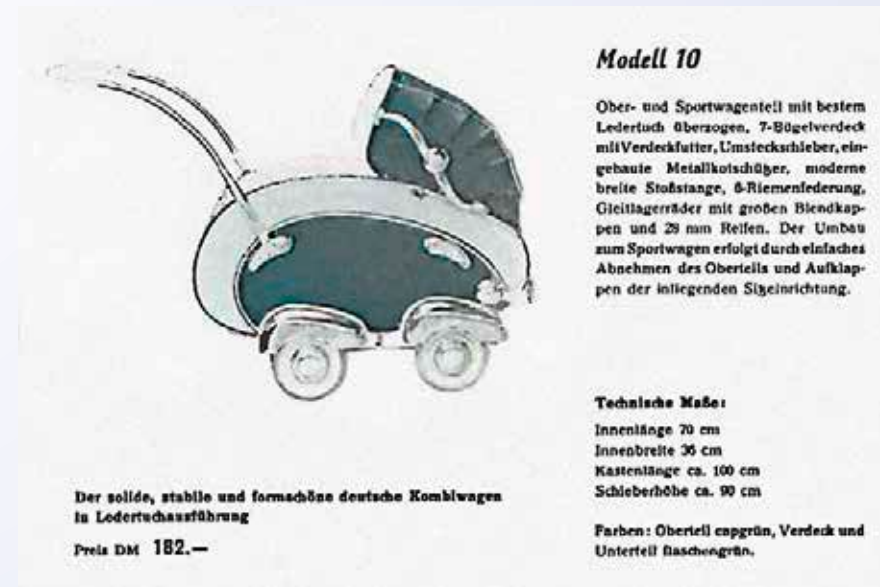 Modell 10
Ober- und Sportwagenteil mit bestem
Ledertuch überzogen, 7-Bügelverdeck
mit Verdeckfutter, Umsteckschieber, ein-
gebaute Metallkotschützer, moderne
breite Stoßstange, 6-Riemenfederung,
Gleitlagerräder mit großen Blendkap-
pen und 28 mm Reifen. Der Umbau
zum Sportwagen erfolgt durch einfaches
Abnehmen des Oberteils und Aufklap-
pen der inliegenden Sitzeinrichtung.
Technische Maße:
Innenlänge 70 cm
Innenbreite 36 cm
Kastenlänge ca. 100 cm
Schieberhöhe ca. 90 cm
Farben: Oberteil capgrün, Verdeck und
Unterteil flaschengrün.
Der solide, stabile und formschöne deutsche Kombiwagen
in Ledertuchausführung
Preis DM 182.—